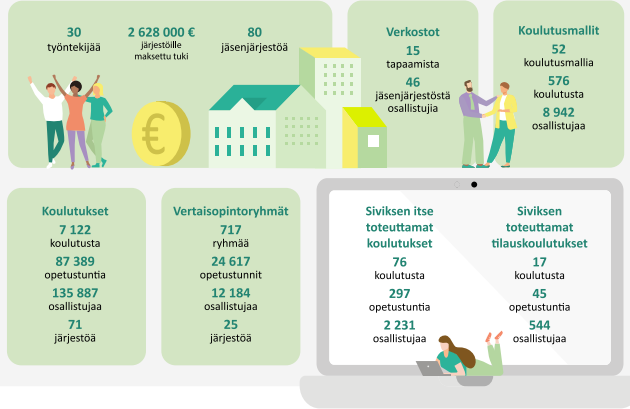 30
työntekijää
2 628 000 €
järjestöille
maksettu tuki
80
jäsenjärjestöä
Verkostot
15
tapaamista
46
jäsenjärjestöstä
osallistujia
Koulutusmallit
52
koulutusmallia
576
koulutusta
8 942
osallistujaa
Koulutukset
7 122
koulutusta
87 389
opetustuntia
135 887
osallistujaa
71
järjestöä
Vertaisopintoryhmät
717
ryhmää
24 617
opetustunnit
12 184
osallistujaa
25
järjestöä
Siviksen itse
toteuttamat
koulutukset
76
koulutusta
297
opetustuntia
2 231
osallistujaa
Siviksen
toteuttamat
tilauskoulutukset
17
koulutusta
45
opetustuntia
544
osallistujaa
€